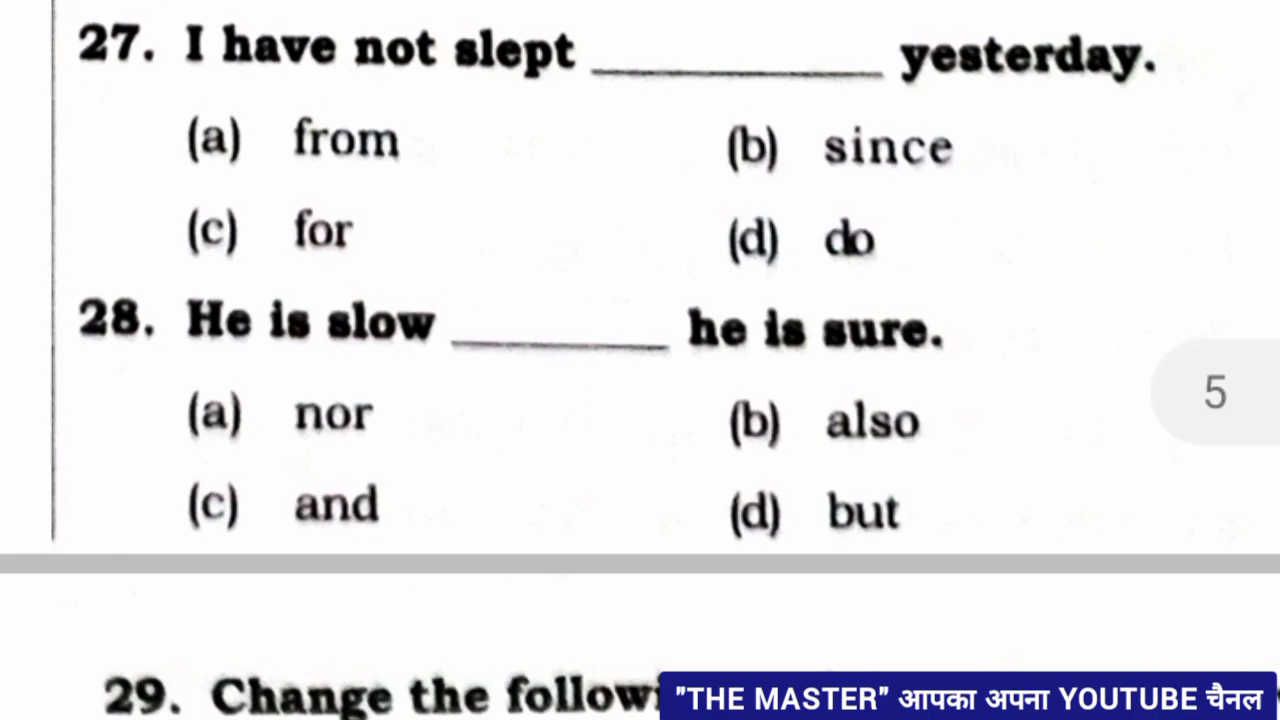 27. I have not slept __________ yesterday.
(a) from (b) since
(c) for (d) do
28. He is slow ________ he is sure.
(a) nor (b) also
5
(c) and (d) but
29. Change the
"THE MASTER" आपका अपना YOUTUBE चैनल